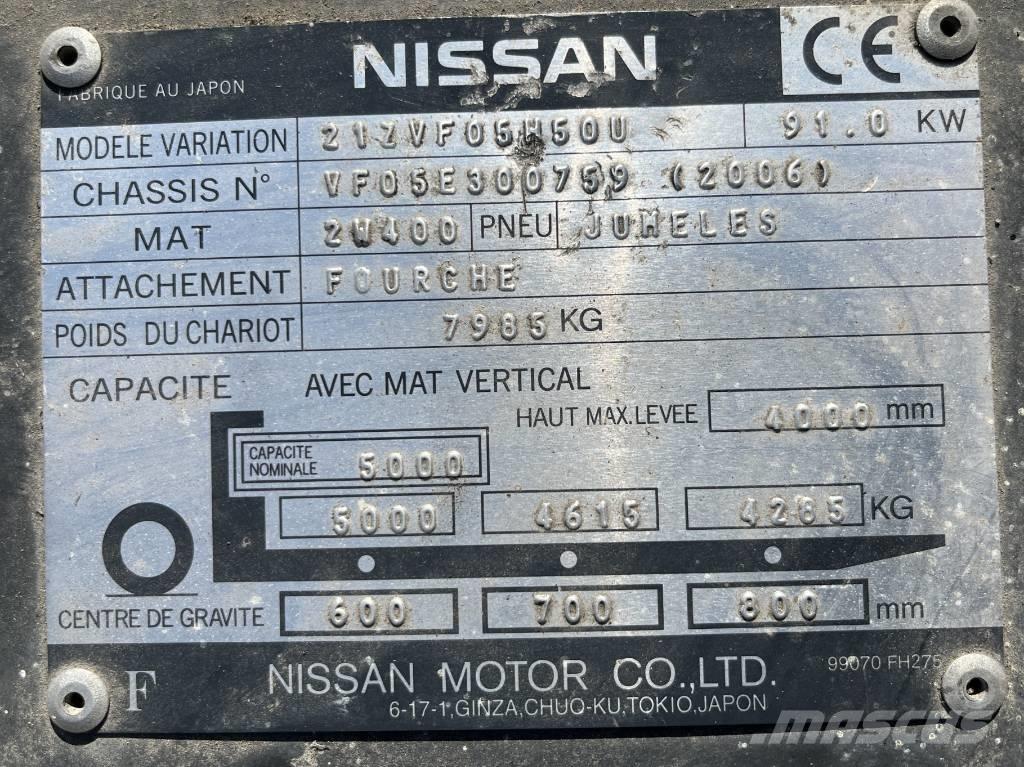 NISSAN CE
FABRIQUE AU JAPON
MODELE VARIATION 21ZVF05H50U 91.0 KW
CHASSIS N° VF05E300759 (2006)
MAT 2W400 PNEU JUMELES
ATTACHEMENT FOURCHE
POIDS DU CHARIOT 7985 KG
CAPACITE AVEC MAT VERTICAL
HAUT MAX.LEVEE 4000 mm
CAPACITE
NOMINALE 5000
5000 4615 4285 KG
CENTRE DE GRAVITE 600 700 800 mm
F NISSAN MOTOR CO.,LTD. 99070 FH275
6-17-1,GINZA,CHUO-KU,TOKIO,JAPON
MASCUS